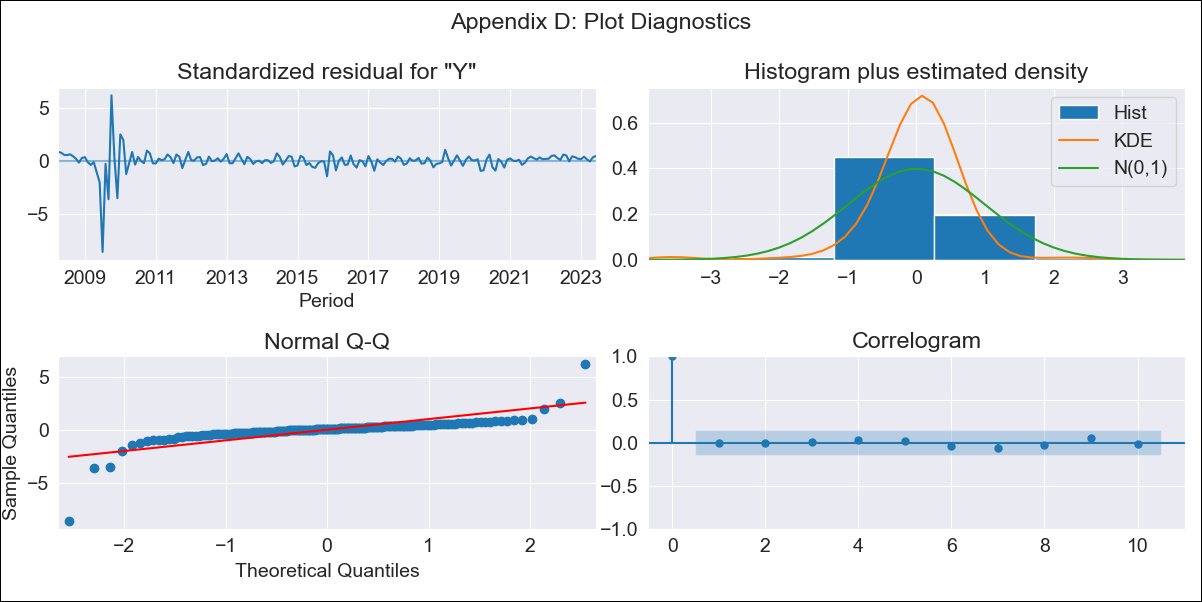 Appendix D: Plot Diagnostics
Standardized residual for "Y"
5
0
−5
2009 2011 2013 2015 2017 2019 2021 2023
Period
Histogram plus estimated density
0.6
0.4
0.2
0.0
−3 −2 −1 0 1 2 3
Hist
KDE
N(0,1)
Normal Q-Q
Sample Quantiles
5
0
−5
−2 −1 0 1 2
Theoretical Quantiles
Correlogram
1.0
0.5
0.0
−0.5
−1.0
0 2 4 6 8 10